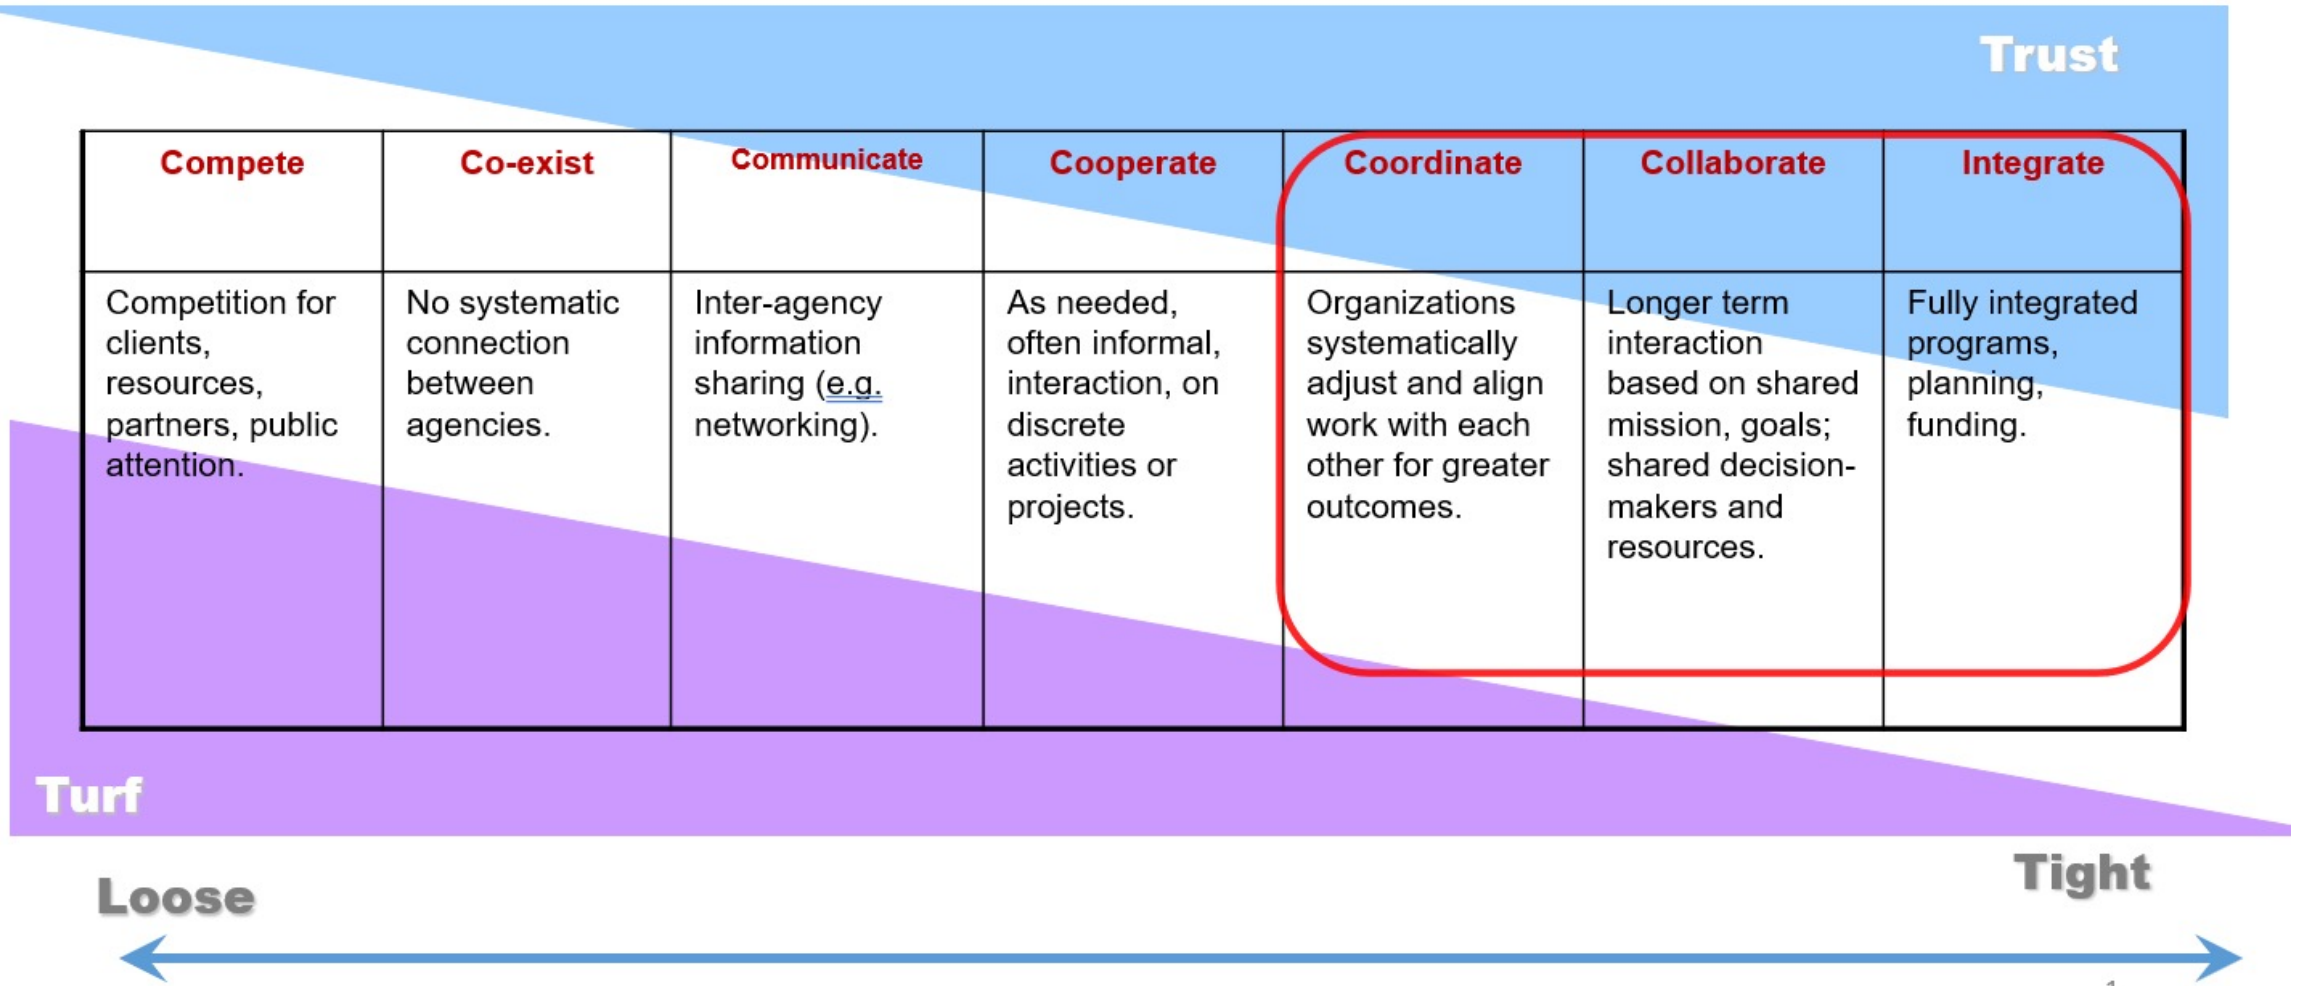 Trust
Compete
Co-exist
Communicate
Cooperate
Coordinate
Collaborate
Integrate
Competition for
clients,
resources,
partners, public
attention.
No systematic
connection
between
agencies.
Inter-agency
information
sharing (e.g.
networking).
As needed,
often informal,
interaction, on
discrete
activities or
projects.
Organizations
systematically
adjust and align
work with each
other for greater
outcomes.
Longer term
interaction
based on shared
mission, goals;
shared decision-
makers and
resources.
Fully integrated
programs,
planning,
funding.
Turf
Loose
Tight